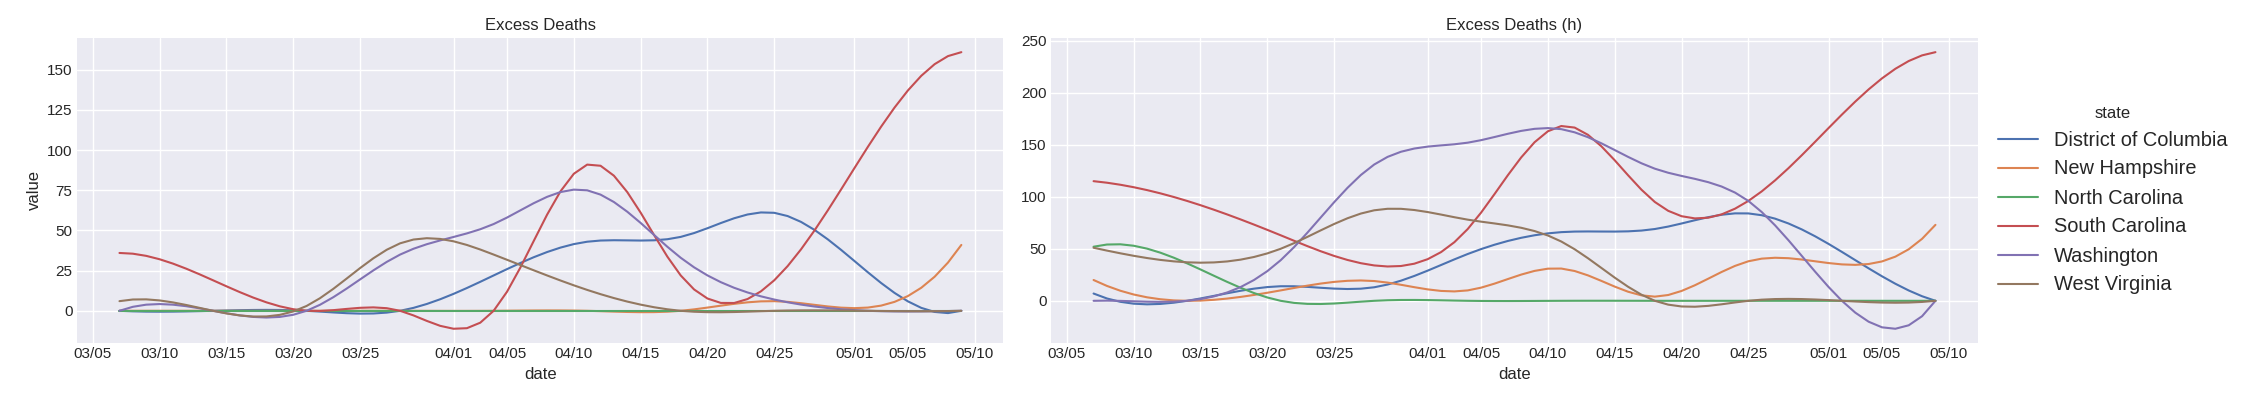 Excess Deaths
value
150
125
100
75
50
25
0
03/05 03/10 03/15 03/20 03/25 04/01 04/05 04/10 04/15 04/20 04/25 05/01 05/05 05/10
date
Excess Deaths (h)
250
200
150
100
50
0
03/05 03/10 03/15 03/20 03/25 04/01 04/05 04/10 04/15 04/20 04/25 05/01 05/05 05/10
date
state
District of Columbia
New Hampshire
North Carolina
South Carolina
Washington
West Virginia